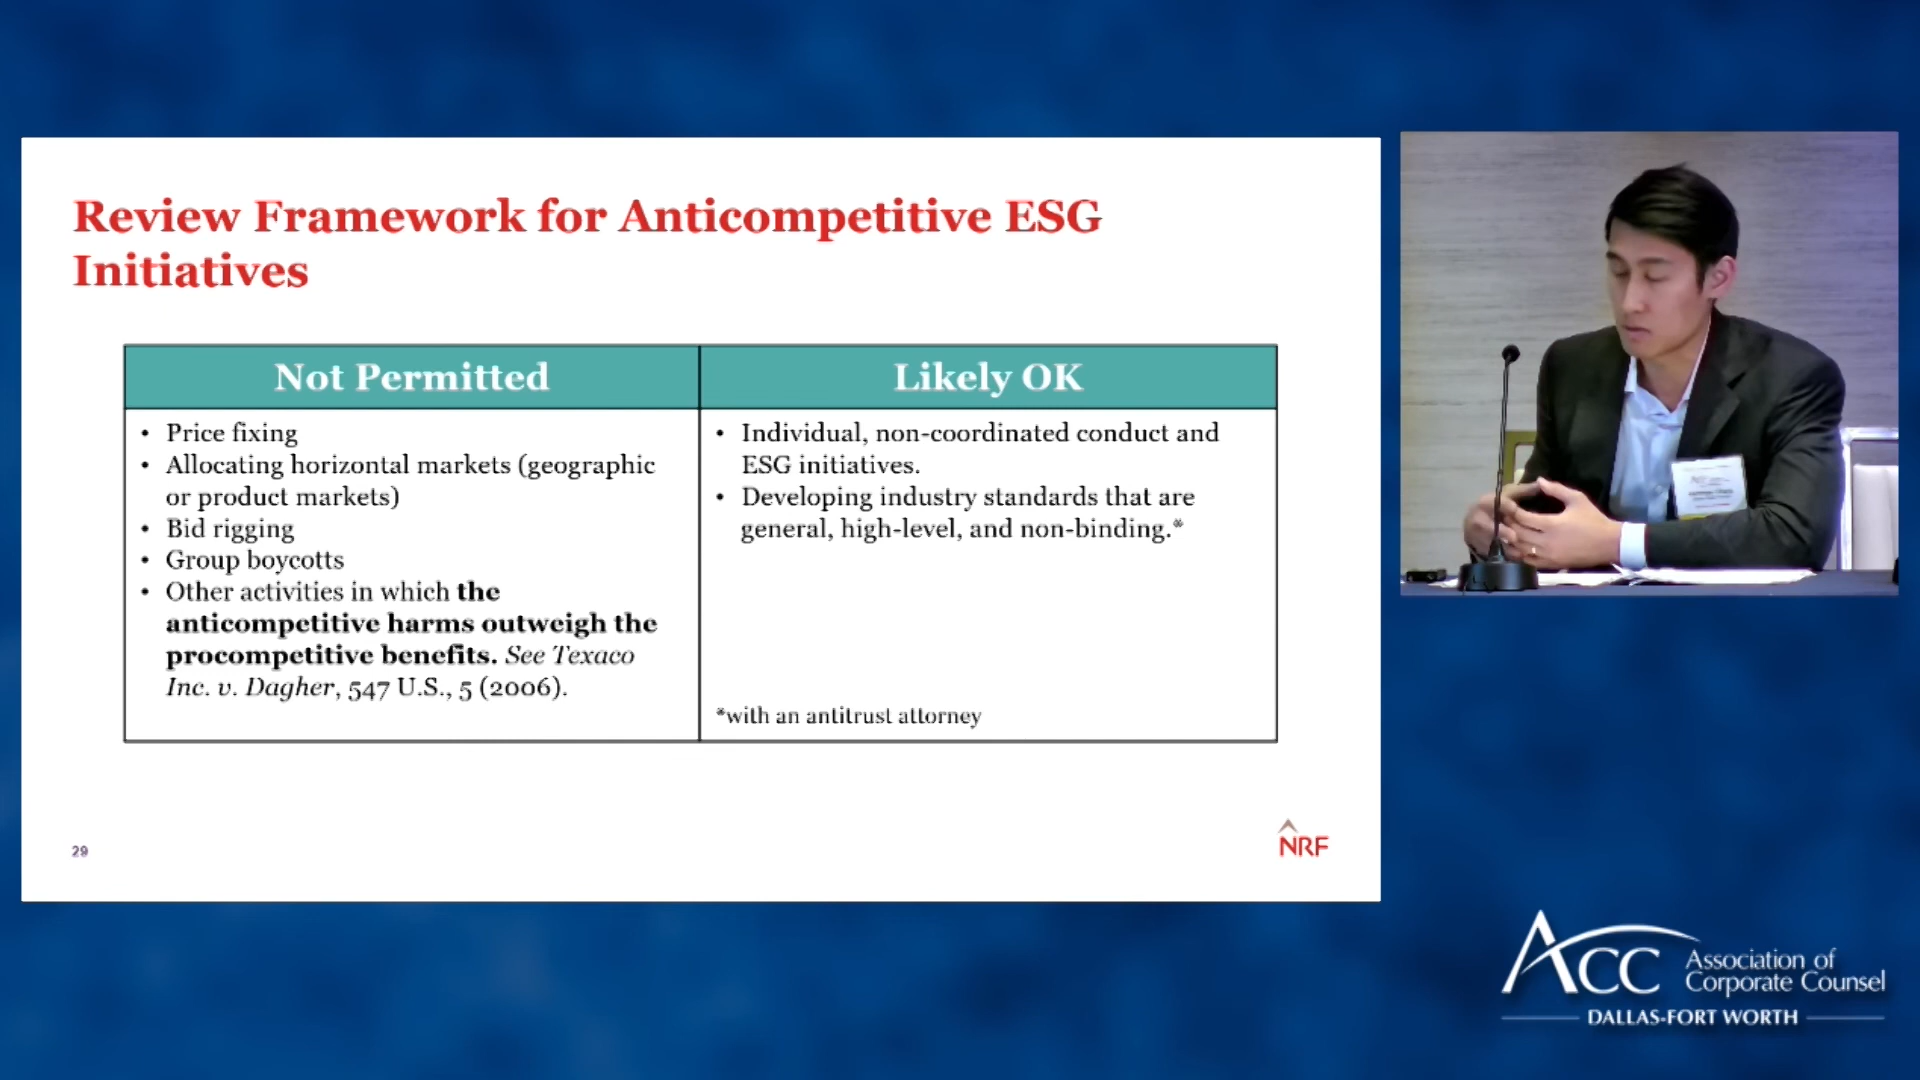 Review Framework for Anticompetitive ESG
Initiatives
Not Permitted
Likely OK
• Price fixing
• Allocating horizontal markets (geographic
or product markets)
• Bid rigging
• Group boycotts
• Other activities in which the
anticompetitive harms outweigh the
procompetitive benefits. See Texaco
Inc. v. Dagher, 547 U.S., 5 (2006).
• Individual, non-coordinated conduct and
ESG initiatives.
• Developing industry standards that are
general, high-level, and non-binding.*
*with an antitrust attorney
29
NRF
ACC
Association of
Corporate Counsel
DALLAS-FORT WORTH